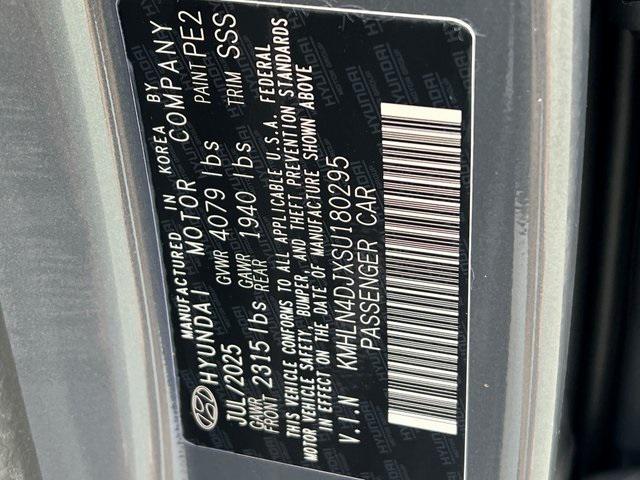 MANUFACTURED IN KOREA BY
HYUNDAI MOTOR COMPANY
JUL/2025 GVWR 4079 lbs PAINT PE2
GAWR FRONT 2315 lbs GAWR REAR 1940 lbs TRIM SSS
THIS VEHICLE CONFORMS TO ALL APPLICABLE U.S.A. FEDERAL
MOTOR VEHICLE SAFETY, BUMPER, AND THEFT PREVENTION STANDARDS
IN EFFECT ON THE DATE OF MANUFACTURE SHOWN ABOVE
V.I.N KMHLN4DJXSU180295
PASSENGER CAR